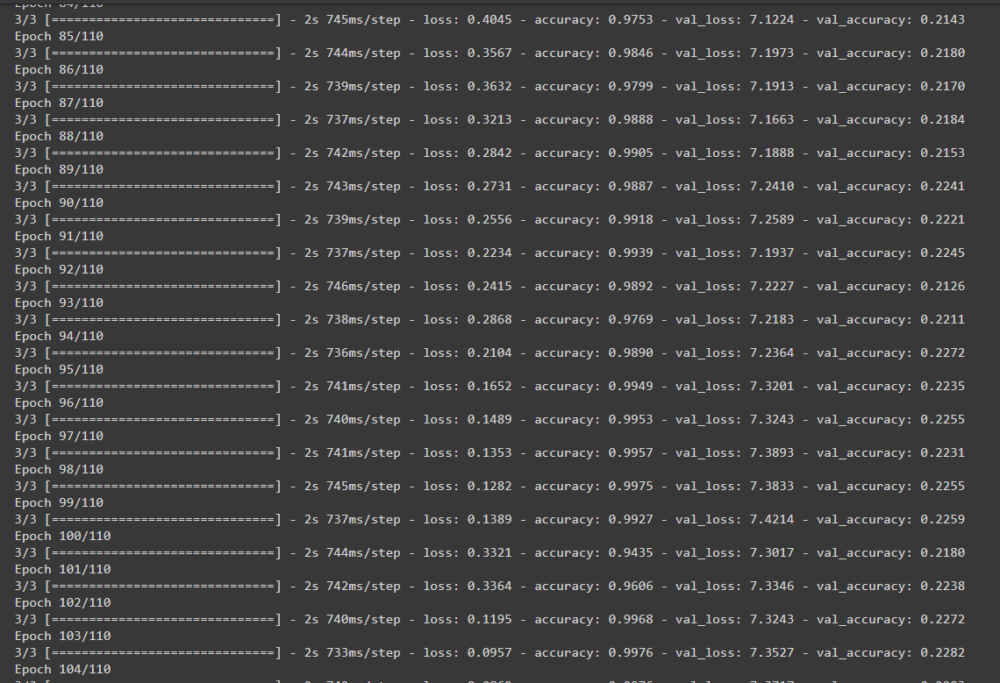 Epoch 84/110
3/3 [==============================] - 2s 745ms/step - loss: 0.4045 - accuracy: 0.9753 - val_loss: 7.1224 - val_accuracy: 0.2143
Epoch 85/110
3/3 [==============================] - 2s 744ms/step - loss: 0.3567 - accuracy: 0.9846 - val_loss: 7.1973 - val_accuracy: 0.2180
Epoch 86/110
3/3 [==============================] - 2s 739ms/step - loss: 0.3632 - accuracy: 0.9799 - val_loss: 7.1913 - val_accuracy: 0.2170
Epoch 87/110
3/3 [==============================] - 2s 737ms/step - loss: 0.3213 - accuracy: 0.9888 - val_loss: 7.1663 - val_accuracy: 0.2184
Epoch 88/110
3/3 [==============================] - 2s 742ms/step - loss: 0.2842 - accuracy: 0.9905 - val_loss: 7.1888 - val_accuracy: 0.2153
Epoch 89/110
3/3 [==============================] - 2s 743ms/step - loss: 0.2731 - accuracy: 0.9887 - val_loss: 7.2410 - val_accuracy: 0.2241
Epoch 90/110
3/3 [==============================] - 2s 739ms/step - loss: 0.2556 - accuracy: 0.9918 - val_loss: 7.2589 - val_accuracy: 0.2221
Epoch 91/110
3/3 [==============================] - 2s 737ms/step - loss: 0.2234 - accuracy: 0.9939 - val_loss: 7.1937 - val_accuracy: 0.2245
Epoch 92/110
3/3 [==============================] - 2s 746ms/step - loss: 0.2415 - accuracy: 0.9892 - val_loss: 7.2227 - val_accuracy: 0.2126
Epoch 93/110
3/3 [==============================] - 2s 738ms/step - loss: 0.2868 - accuracy: 0.9769 - val_loss: 7.2183 - val_accuracy: 0.2211
Epoch 94/110
3/3 [==============================] - 2s 736ms/step - loss: 0.2104 - accuracy: 0.9890 - val_loss: 7.2364 - val_accuracy: 0.2272
Epoch 95/110
3/3 [==============================] - 2s 741ms/step - loss: 0.1652 - accuracy: 0.9949 - val_loss: 7.3201 - val_accuracy: 0.2235
Epoch 96/110
3/3 [==============================] - 2s 740ms/step - loss: 0.1489 - accuracy: 0.9953 - val_loss: 7.3243 - val_accuracy: 0.2255
Epoch 97/110
3/3 [==============================] - 2s 741ms/step - loss: 0.1353 - accuracy: 0.9957 - val_loss: 7.3893 - val_accuracy: 0.2231
Epoch 98/110
3/3 [==============================] - 2s 745ms/step - loss: 0.1282 - accuracy: 0.9975 - val_loss: 7.3833 - val_accuracy: 0.2255
Epoch 99/110
3/3 [==============================] - 2s 737ms/step - loss: 0.1389 - accuracy: 0.9927 - val_loss: 7.4214 - val_accuracy: 0.2259
Epoch 100/110
3/3 [==============================] - 2s 744ms/step - loss: 0.3321 - accuracy: 0.9435 - val_loss: 7.3017 - val_accuracy: 0.2180
Epoch 101/110
3/3 [==============================] - 2s 742ms/step - loss: 0.3364 - accuracy: 0.9606 - val_loss: 7.3346 - val_accuracy: 0.2238
Epoch 102/110
3/3 [==============================] - 2s 740ms/step - loss: 0.1195 - accuracy: 0.9968 - val_loss: 7.3243 - val_accuracy: 0.2272
Epoch 103/110
3/3 [==============================] - 2s 733ms/step - loss: 0.0957 - accuracy: 0.9976 - val_loss: 7.3527 - val_accuracy: 0.2282
Epoch 104/110